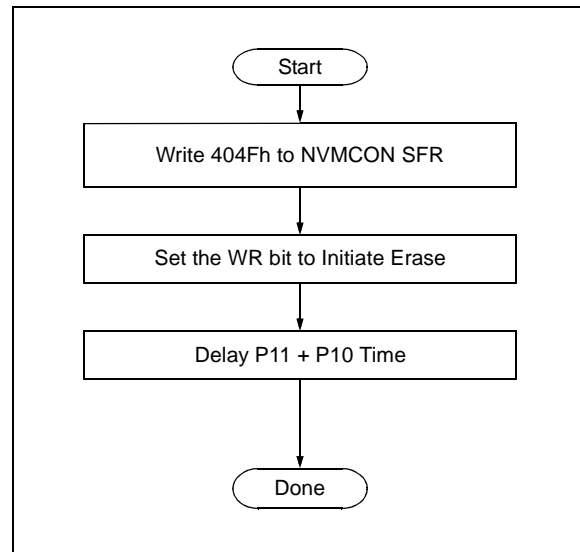 Start
Write 404Fh to NVMCON SFR
Set the WR bit to Initiate Erase
Delay P11 + P10 Time
Done